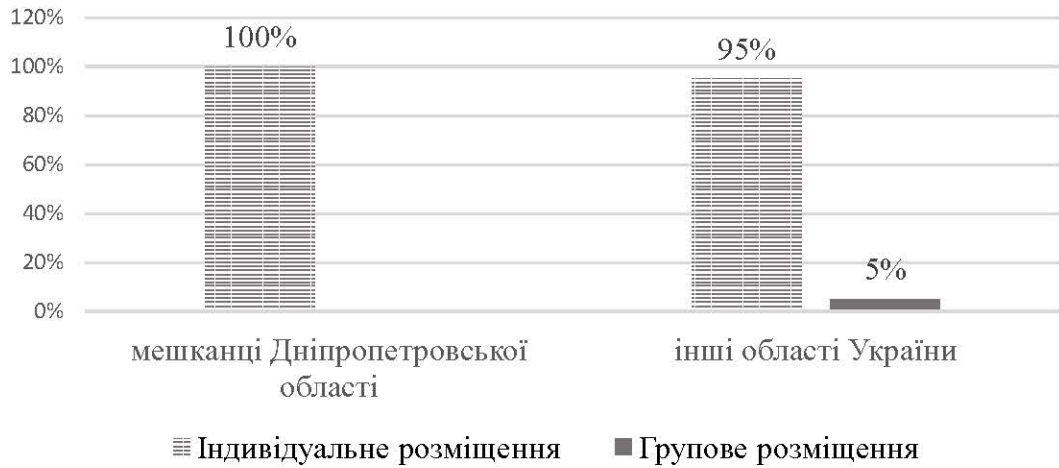 120%
100%
80%
60%
40%
20%
0%
100%
95%
5%
мешканці Дніпропетровської
області
інші області України
Індивідуальне розміщення
Групове розміщення